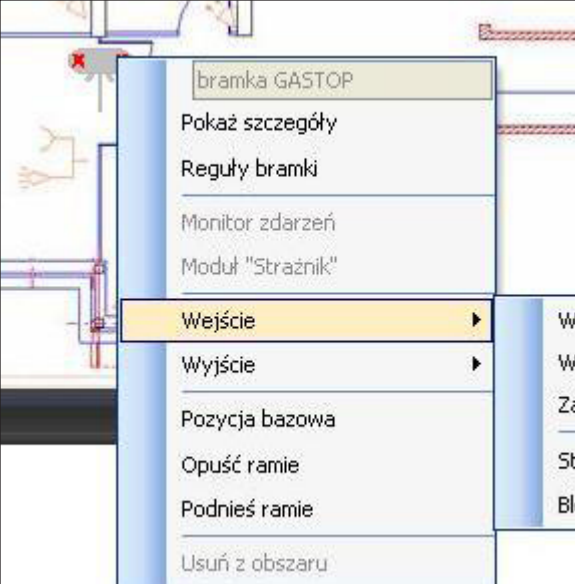 bramka GASTOP
Pokaż szczegóły
Reguły bramki
Monitor zdarzeń
Moduł "Strażnik"
Wejście
Wyjście
Pozycja bazowa
Opuść ramie
Podnieś ramie
Usuń z obszaru